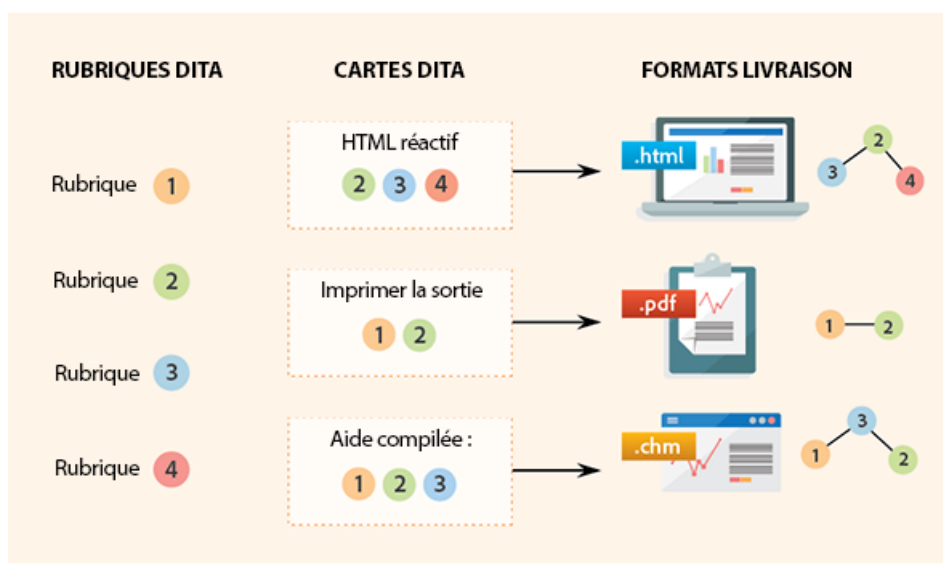 RUBRIQUES DITA
CARTES DITA
FORMATS LIVRAISON
Rubrique 1
Rubrique 2
Rubrique 3
Rubrique 4
HTML réactif
2 3 4
Imprimer la sortie
1 2
Aide compilée :
1 2 3
.html
2
3
4
.pdf
1 2
.chm
3
1
2